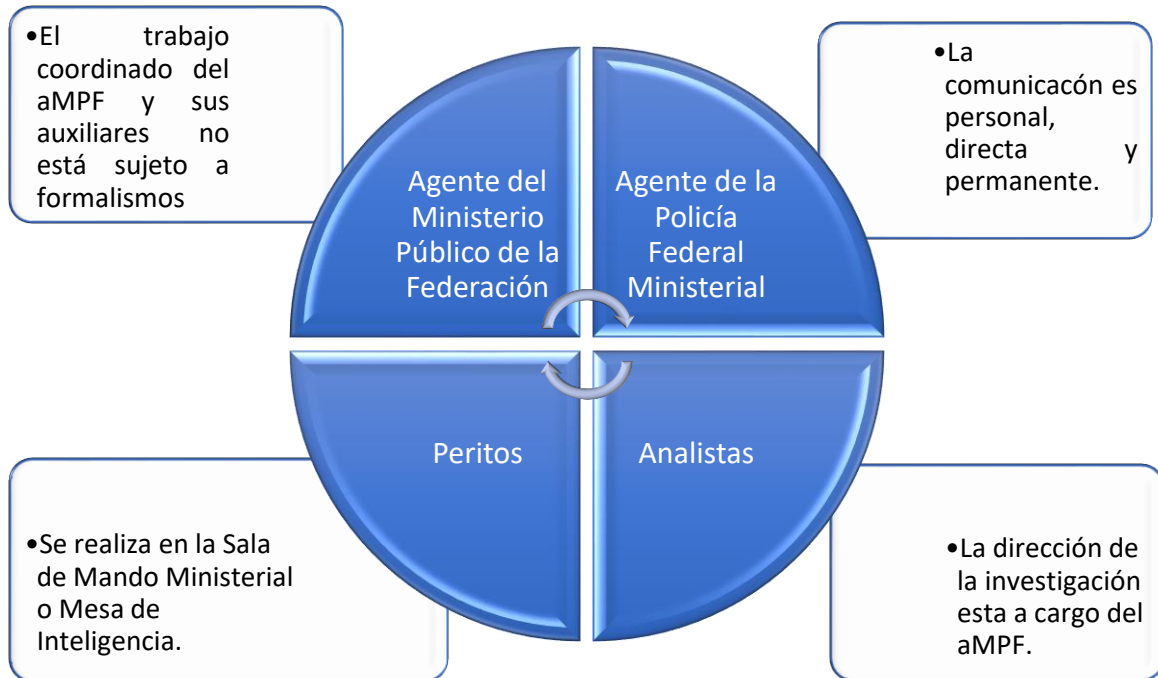 •El trabajo
coordinado del
aMPF y sus
auxiliares no
está sujeto a
formalismos
•La
comunicacón es
personal,
directa y
permanente.
Agente del
Ministerio
Público de la
Federación
Agente de la
Policía
Federal
Ministerial
Peritos
Analistas
•Se realiza en la Sala
de Mando Ministerial
o Mesa de
Inteligencia.
•La dirección de
la investigación
esta a cargo del
aMPF.